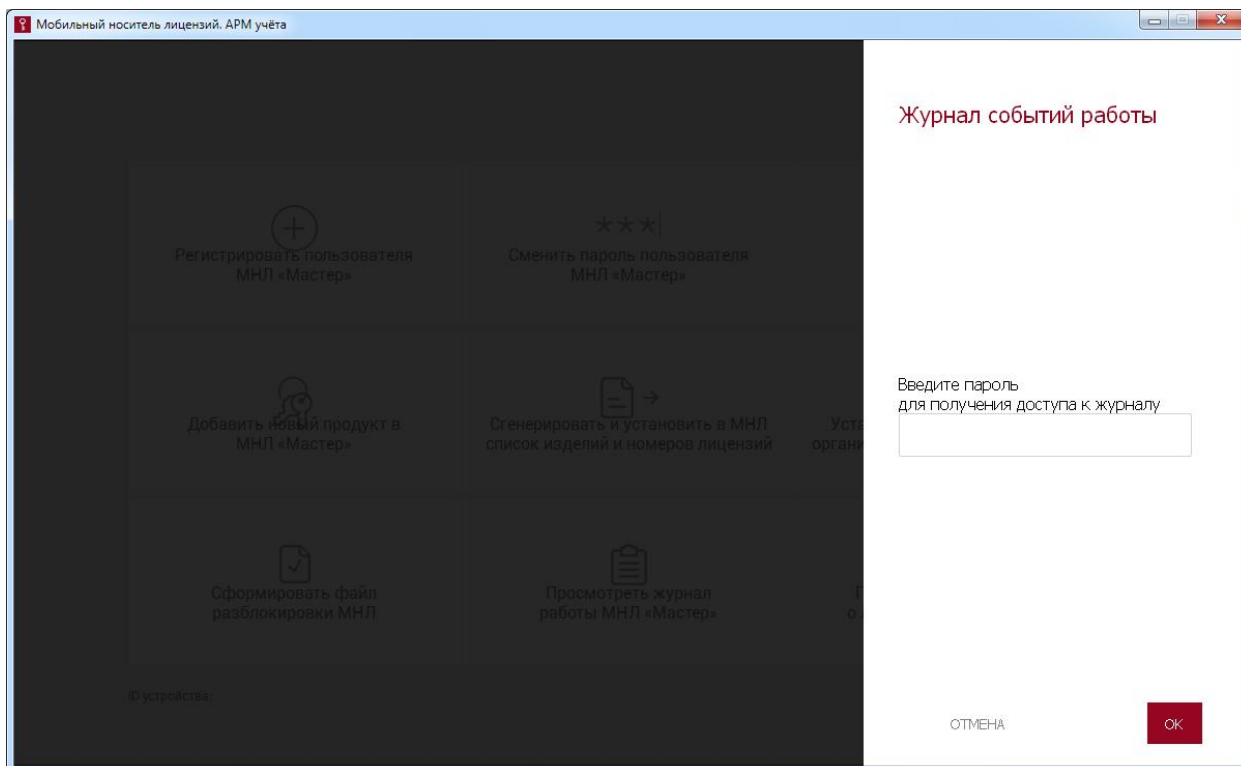 Мобильный носитель лицензий. АРМ учёта
Журнал событий работы
***
Регистрировать пользователя
МНЛ «Мастер»
Сменить пароль пользователя
МНЛ «Мастер»
Введите пароль
для получения доступа к журналу
Добавить новый продукт в
МНЛ «Мастер»
Сгенерировать и установить в МНЛ
список изделий и номеров лицензий
Сформировать файл
разблокировки МНЛ
Просмотреть журнал
работы МНЛ «Мастер»
ID устройства:
ОТМЕНА
ОК